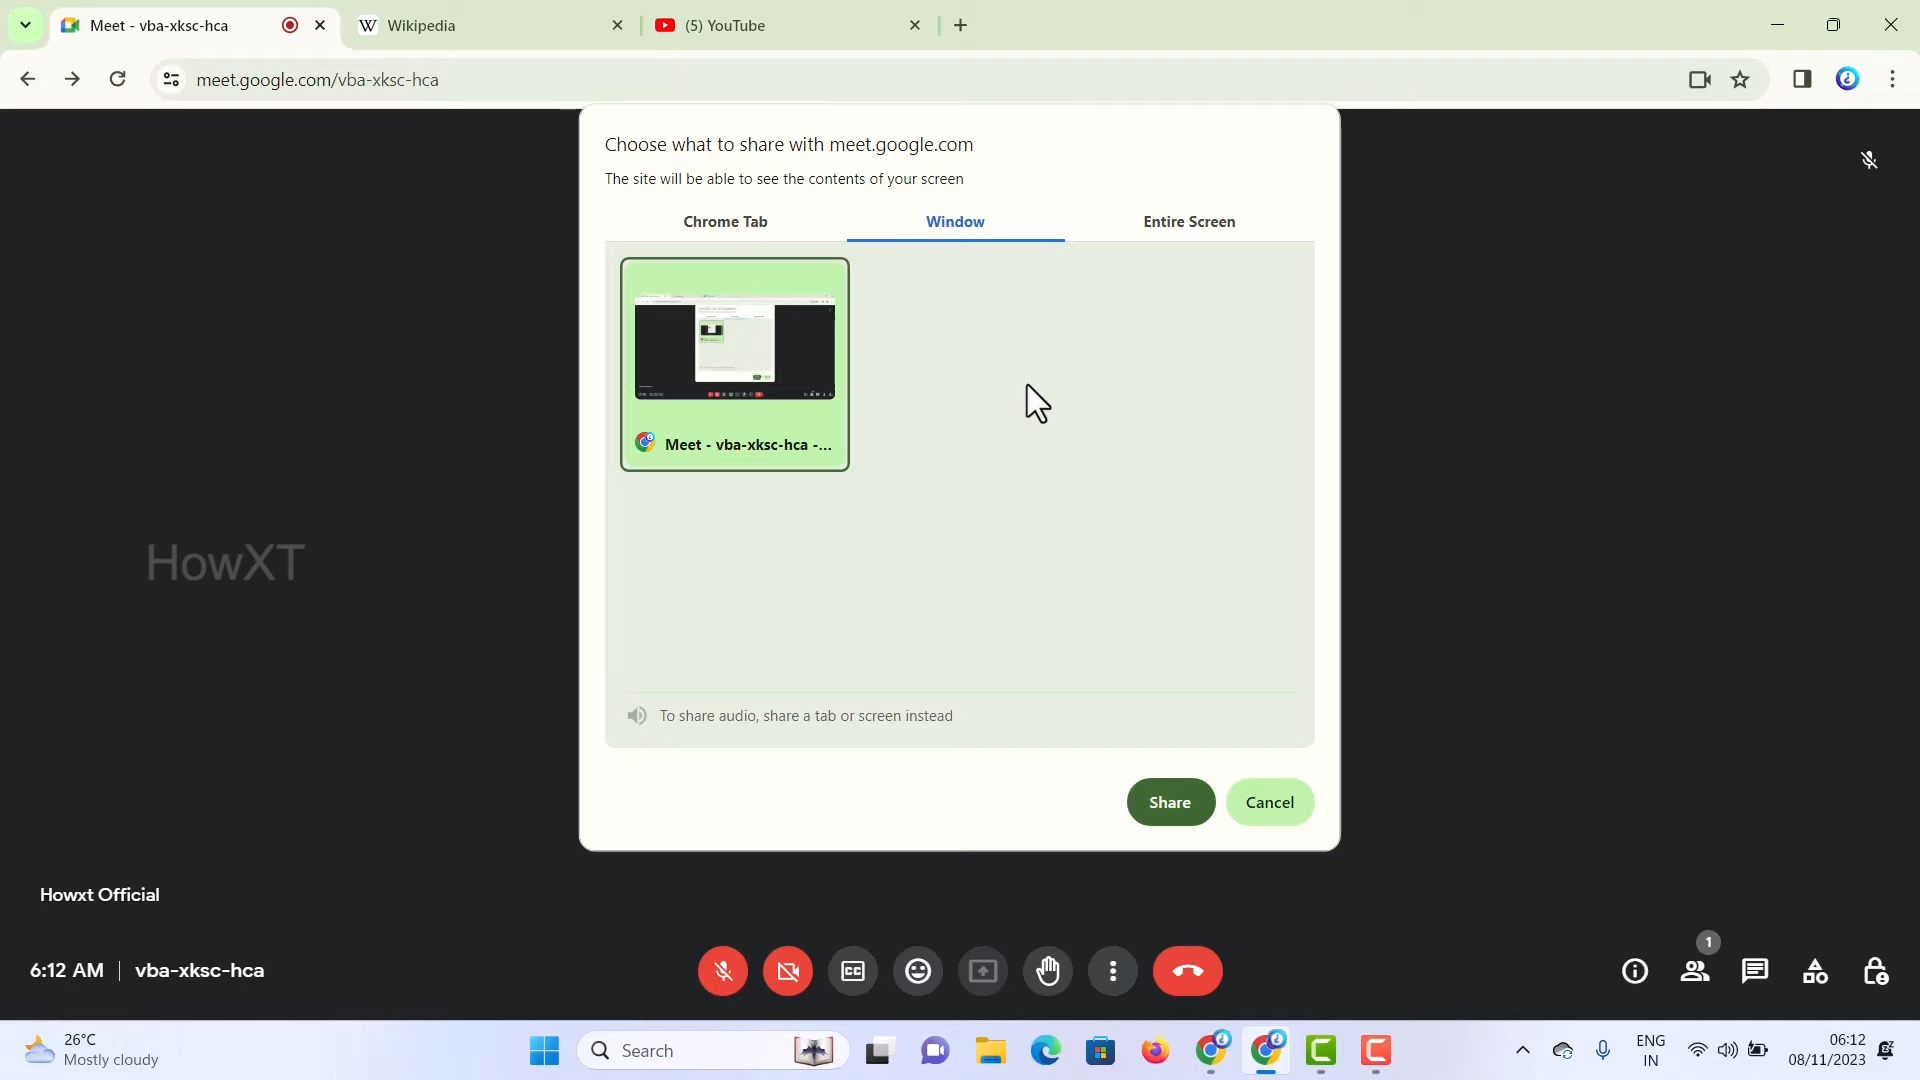 Meet - vba-xksc-hca
Wikipedia
(5) YouTube
meet.google.com/vba-xksc-hca
Choose what to share with meet.google.com
The site will be able to see the contents of your screen
Chrome Tab
Window
Entire Screen
Meet - vba-xksc-hca -...
To share audio, share a tab or screen instead
Share
Cancel
HowXT
Howxt Official
6:12 AM
vba-xksc-hca
CC
1
26°C
Mostly cloudy
Search
ENG
IN
06:12
08/11/2023